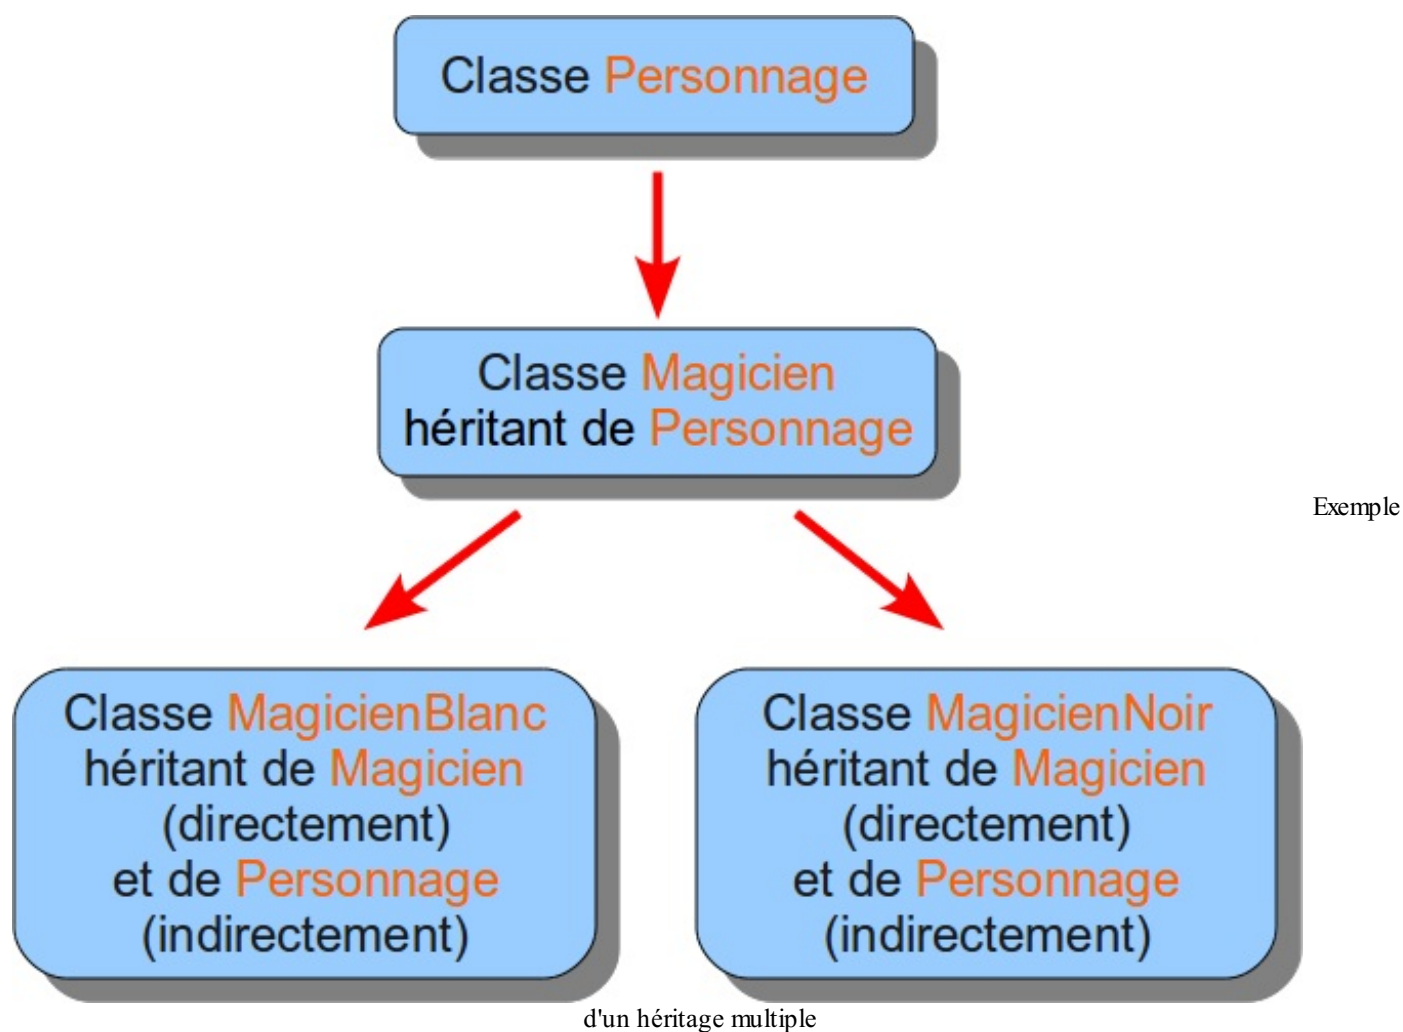 Classe Personnage
Classe Magicien
héritant de Personnage
Exemple
Classe MagicienBlanc
héritant de Magicien
(directement)
et de Personnage
(indirectement)
Classe MagicienNoir
héritant de Magicien
(directement)
et de Personnage
(indirectement)
d'un héritage multiple